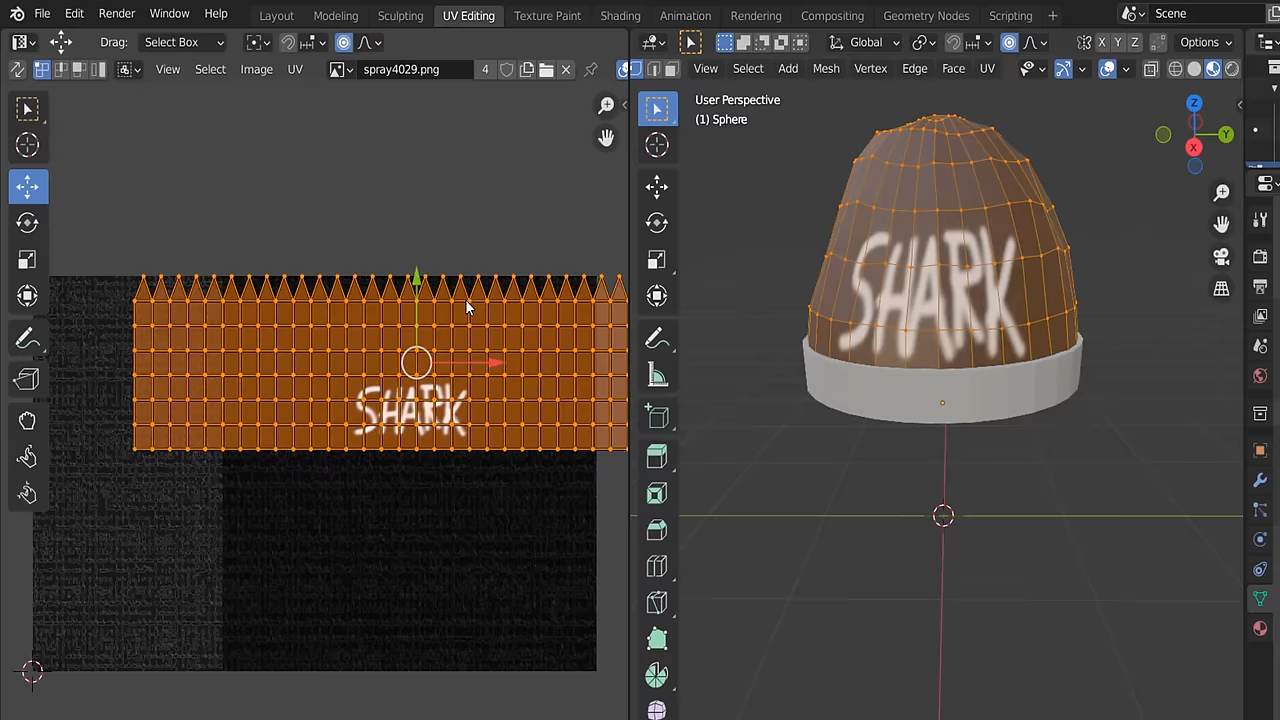 File Edit Render Window Help Layout Modeling Sculpting UV Editing Texture Paint Shading Animation Rendering Compositing Geometry Nodes Scripting + Scene
Drag: Select Box Global X Y Z Options
View Select Image UV spray4029.png 4 View Select Add Mesh Vertex Edge Face UV
User Perspective
(1) Sphere
Z
Y
X
SHARK
SHARK